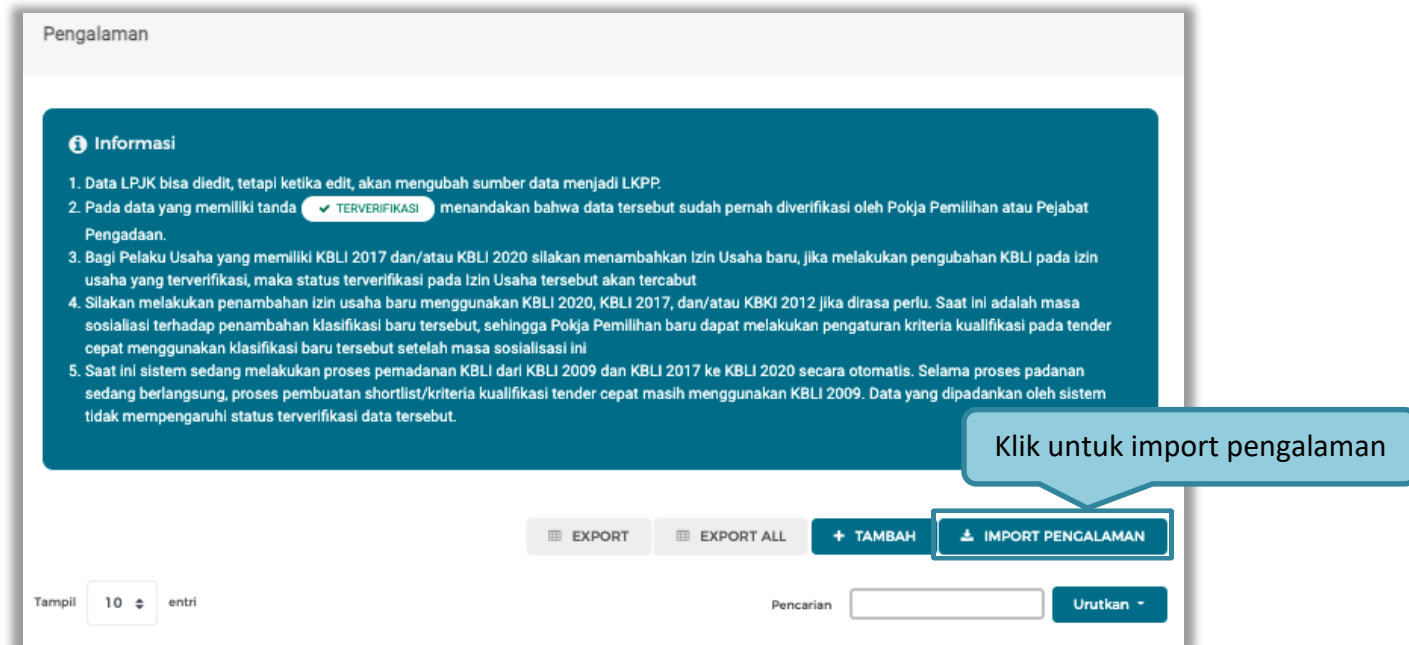 Pengalaman
Informasi
1. Data LPJK bisa diedit, tetapi ketika edit, akan mengubah sumber data menjadi LKPP.
2. Pada data yang memiliki tanda ✔ TERVERIFIKASI menandakan bahwa data tersebut sudah pernah diverifikasi oleh Pokja Pemilihan atau Pejabat
Pengadaan.
3. Bagi Pelaku Usaha yang memiliki KBLI 2017 dan/atau KBLI 2020 silakan menambahkan Izin Usaha baru, jika melakukan pengubahan KBLI pada izin
usaha yang terverifikasi, maka status terverifikasi pada Izin Usaha tersebut akan tercabut
4. Silakan melakukan penambahan izin usaha baru menggunakan KBLI 2020, KBLI 2017, dan/atau KBKI 2012 jika dirasa perlu. Saat ini adalah masa
sosialiasi terhadap penambahan klasifikasi baru tersebut, sehingga Pokja Pemilihan baru dapat melakukan pengaturan kriteria kualifikasi pada tender
cepat menggunakan klasifikasi baru tersebut setelah masa sosialisasi ini
5. Saat ini sistem sedang melakukan proses pemadanan KBLI dari KBLI 2009 dan KBLI 2017 ke KBLI 2020 secara otomatis. Selama proses padanan
sedang berlangsung, proses pembuatan shortlist/kriteria kualifikasi tender cepat masih menggunakan KBLI 2009. Data yang dipadankan oleh sistem
tidak mempengaruhi status terverifikasi data tersebut.
Klik untuk import pengalaman
EXPORT EXPORT ALL + TAMBAH IMPORT PENGALAMAN
Tampil 10 entri Pencarian Urutkan